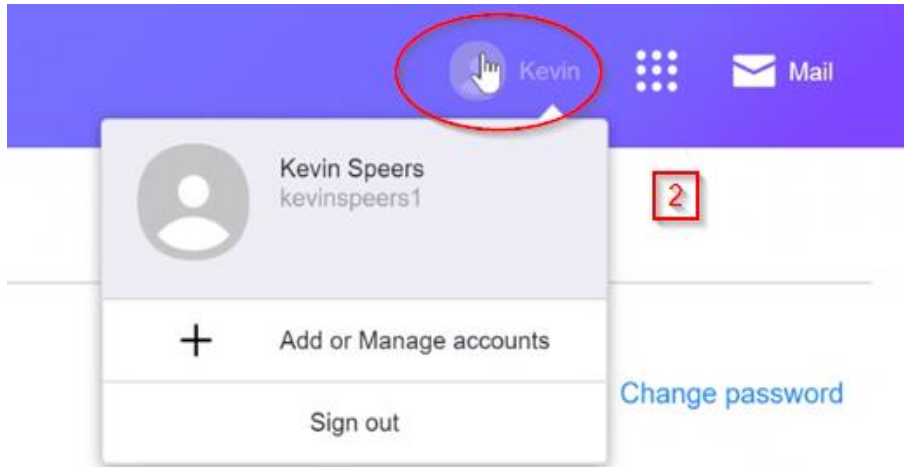 Kevin
Mail
Kevin Speers
kevinspeers1
2
Add or Manage accounts
Change password
Sign out